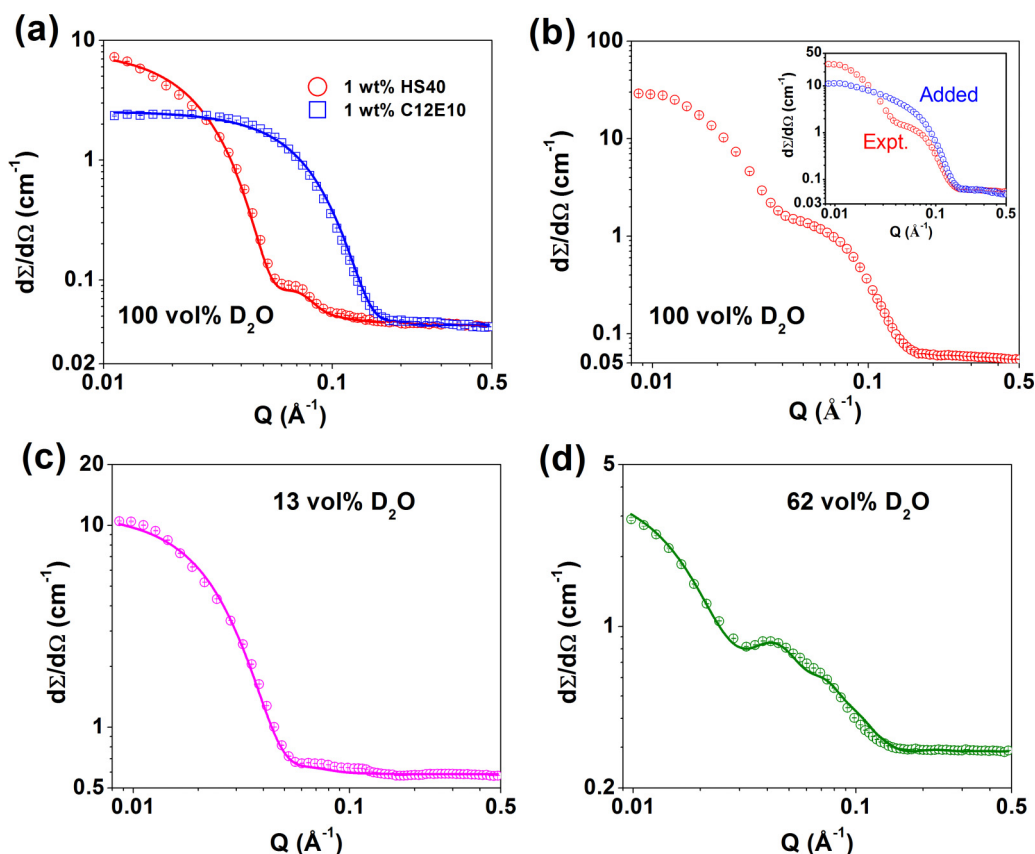 (a)
10
1
0.1
0.02
dΣ/dΩ (cm⁻¹)
1 wt% HS40
1 wt% C12E10
100 vol% D₂O
0.01
0.1
0.5
Q (Å⁻¹)
(b)
100
10
1
0.1
0.05
dΣ/dΩ (cm⁻¹)
50
10
1
0.1
0.03
dΣ/dΩ (cm⁻¹)
Added
Expt.
0.01
0.1
0.5
Q (Å⁻¹)
100 vol% D₂O
0.01
0.1
0.5
Q (Å⁻¹)
(c)
20
10
1
0.5
dΣ/dΩ (cm⁻¹)
13 vol% D₂O
0.01
0.1
0.5
Q (Å⁻¹)
(d)
5
1
0.2
dΣ/dΩ (cm⁻¹)
62 vol% D₂O
0.01
0.1
0.5
Q (Å⁻¹)